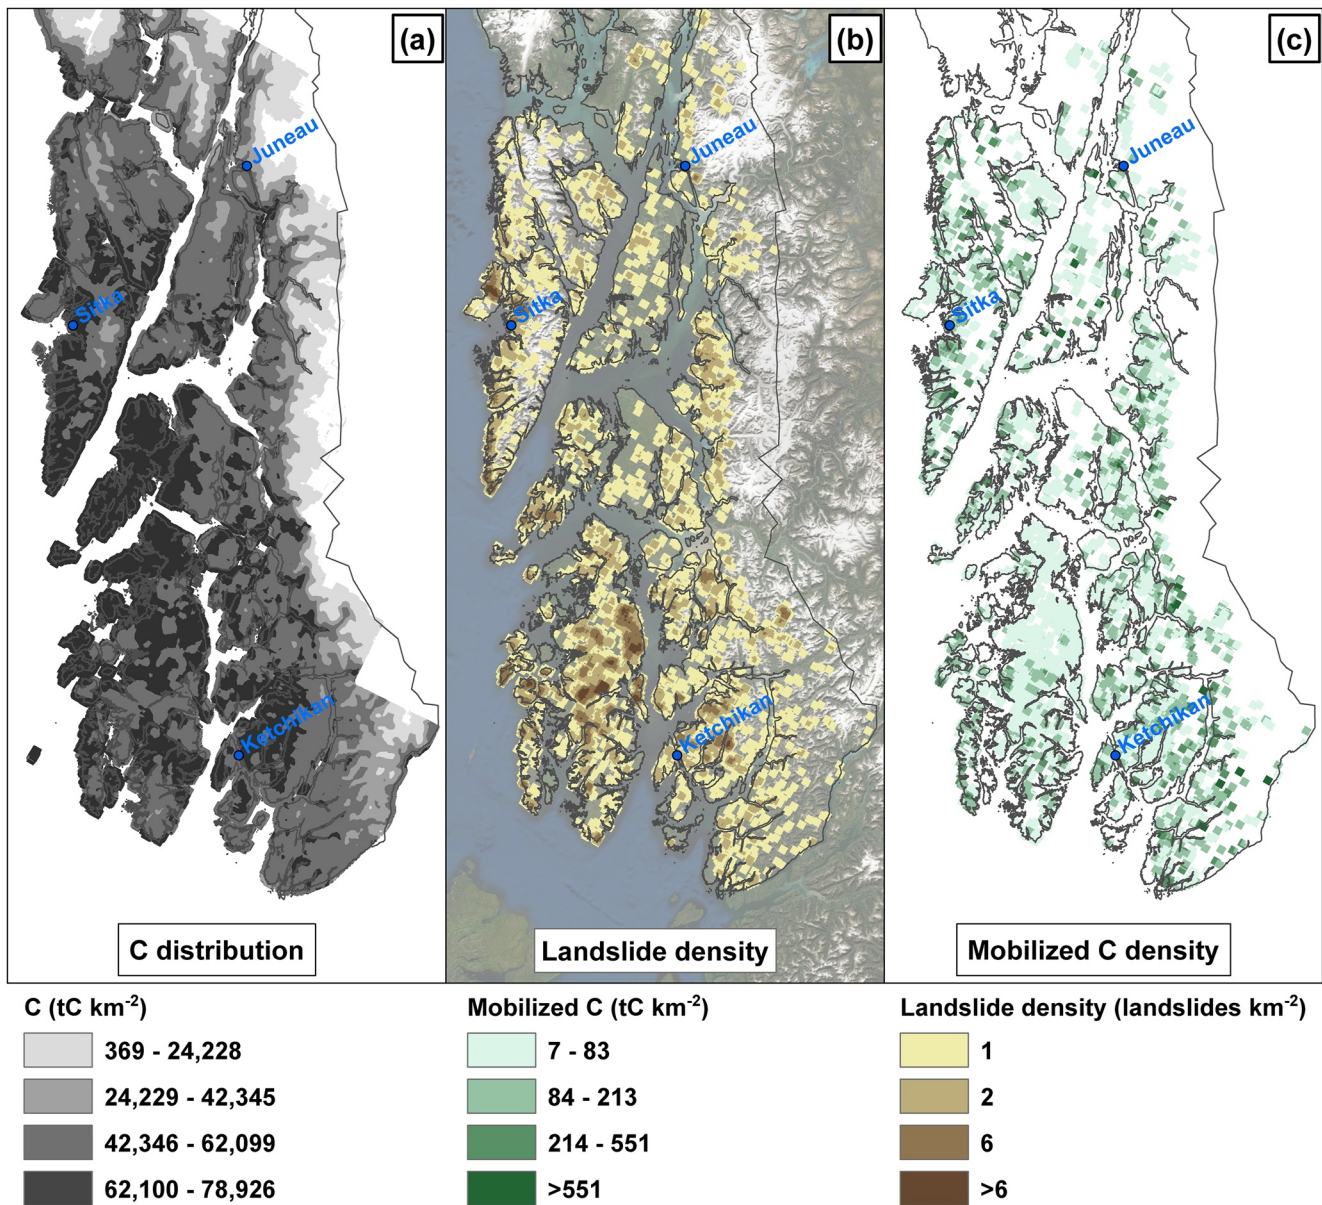 (a)
Juneau
Sitka
Ketchikan
C distribution
(b)
Juneau
Sitka
Ketchikan
Landslide density
(c)
Juneau
Sitka
Ketchikan
Mobilized C density
C (tC km⁻²)
369 - 24,228
24,229 - 42,345
42,346 - 62,099
62,100 - 78,926
Mobilized C (tC km⁻²)
7 - 83
84 - 213
214 - 551
>551
Landslide density (landslides km⁻²)
1
2
6
>6